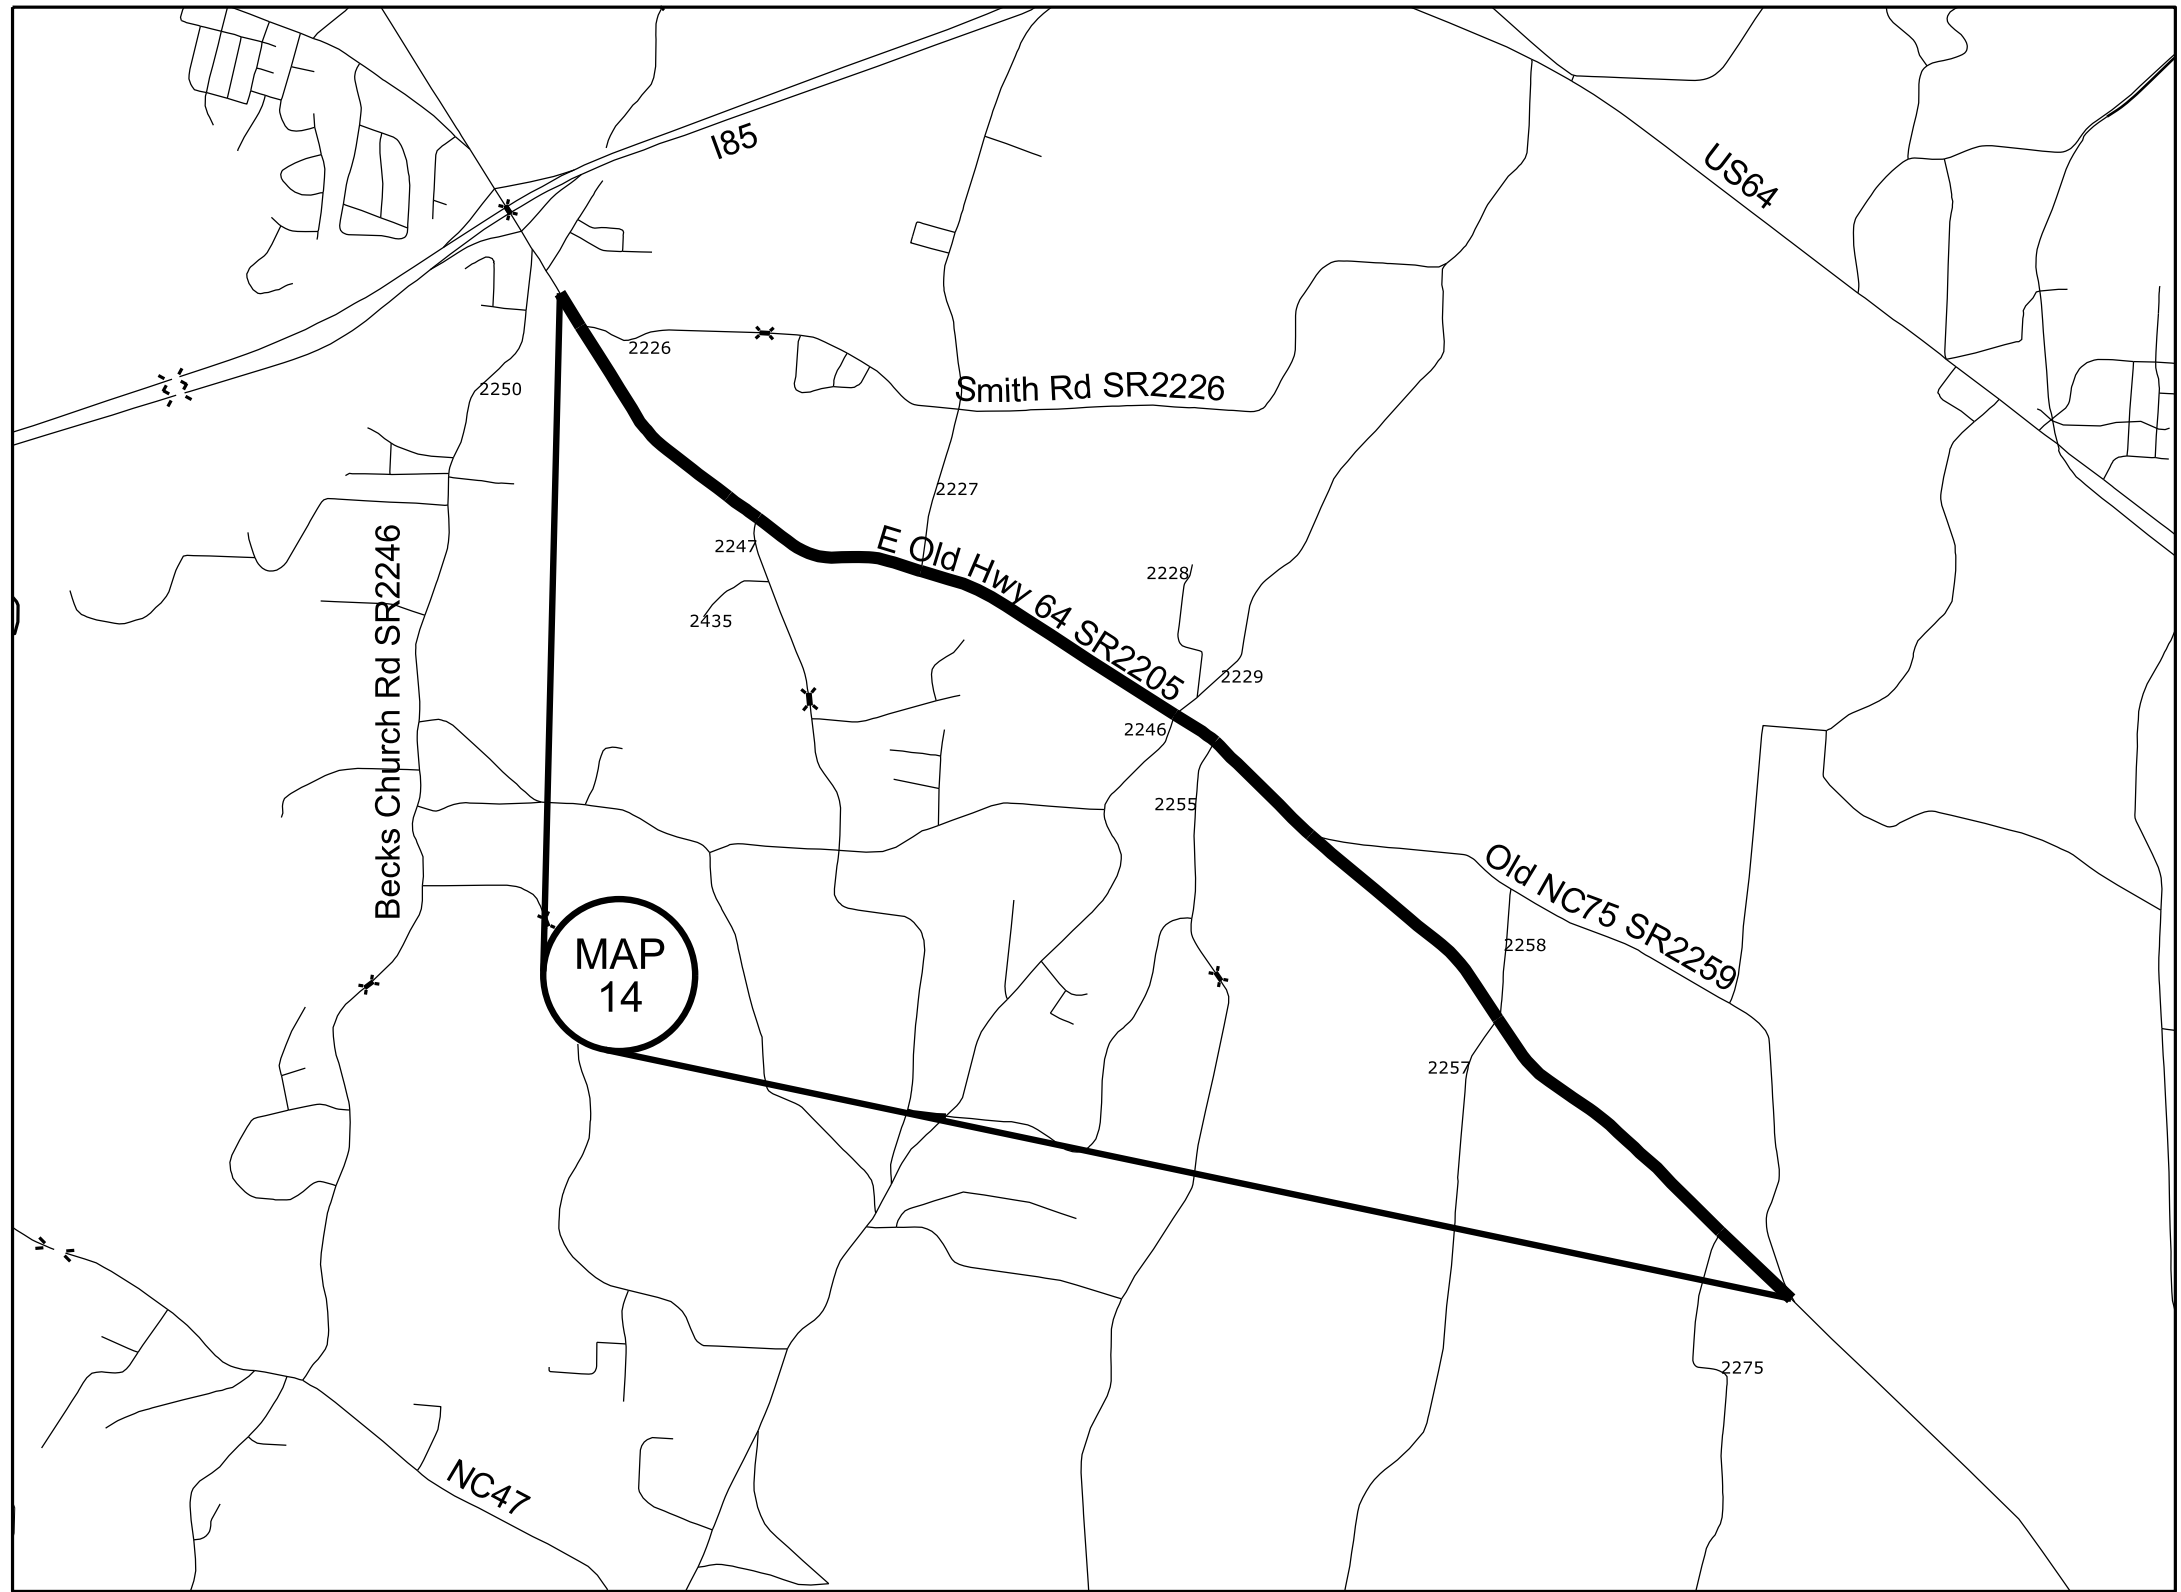 I85
US64
2226
2250
Smith Rd SR2226
2227
E Old Hwy 64 SR2205
2247
2228
2435
Becks Church Rd SR2246
2229
2246
2255
Old NC75 SR2259
MAP
14
2258
2257
2275
NC47